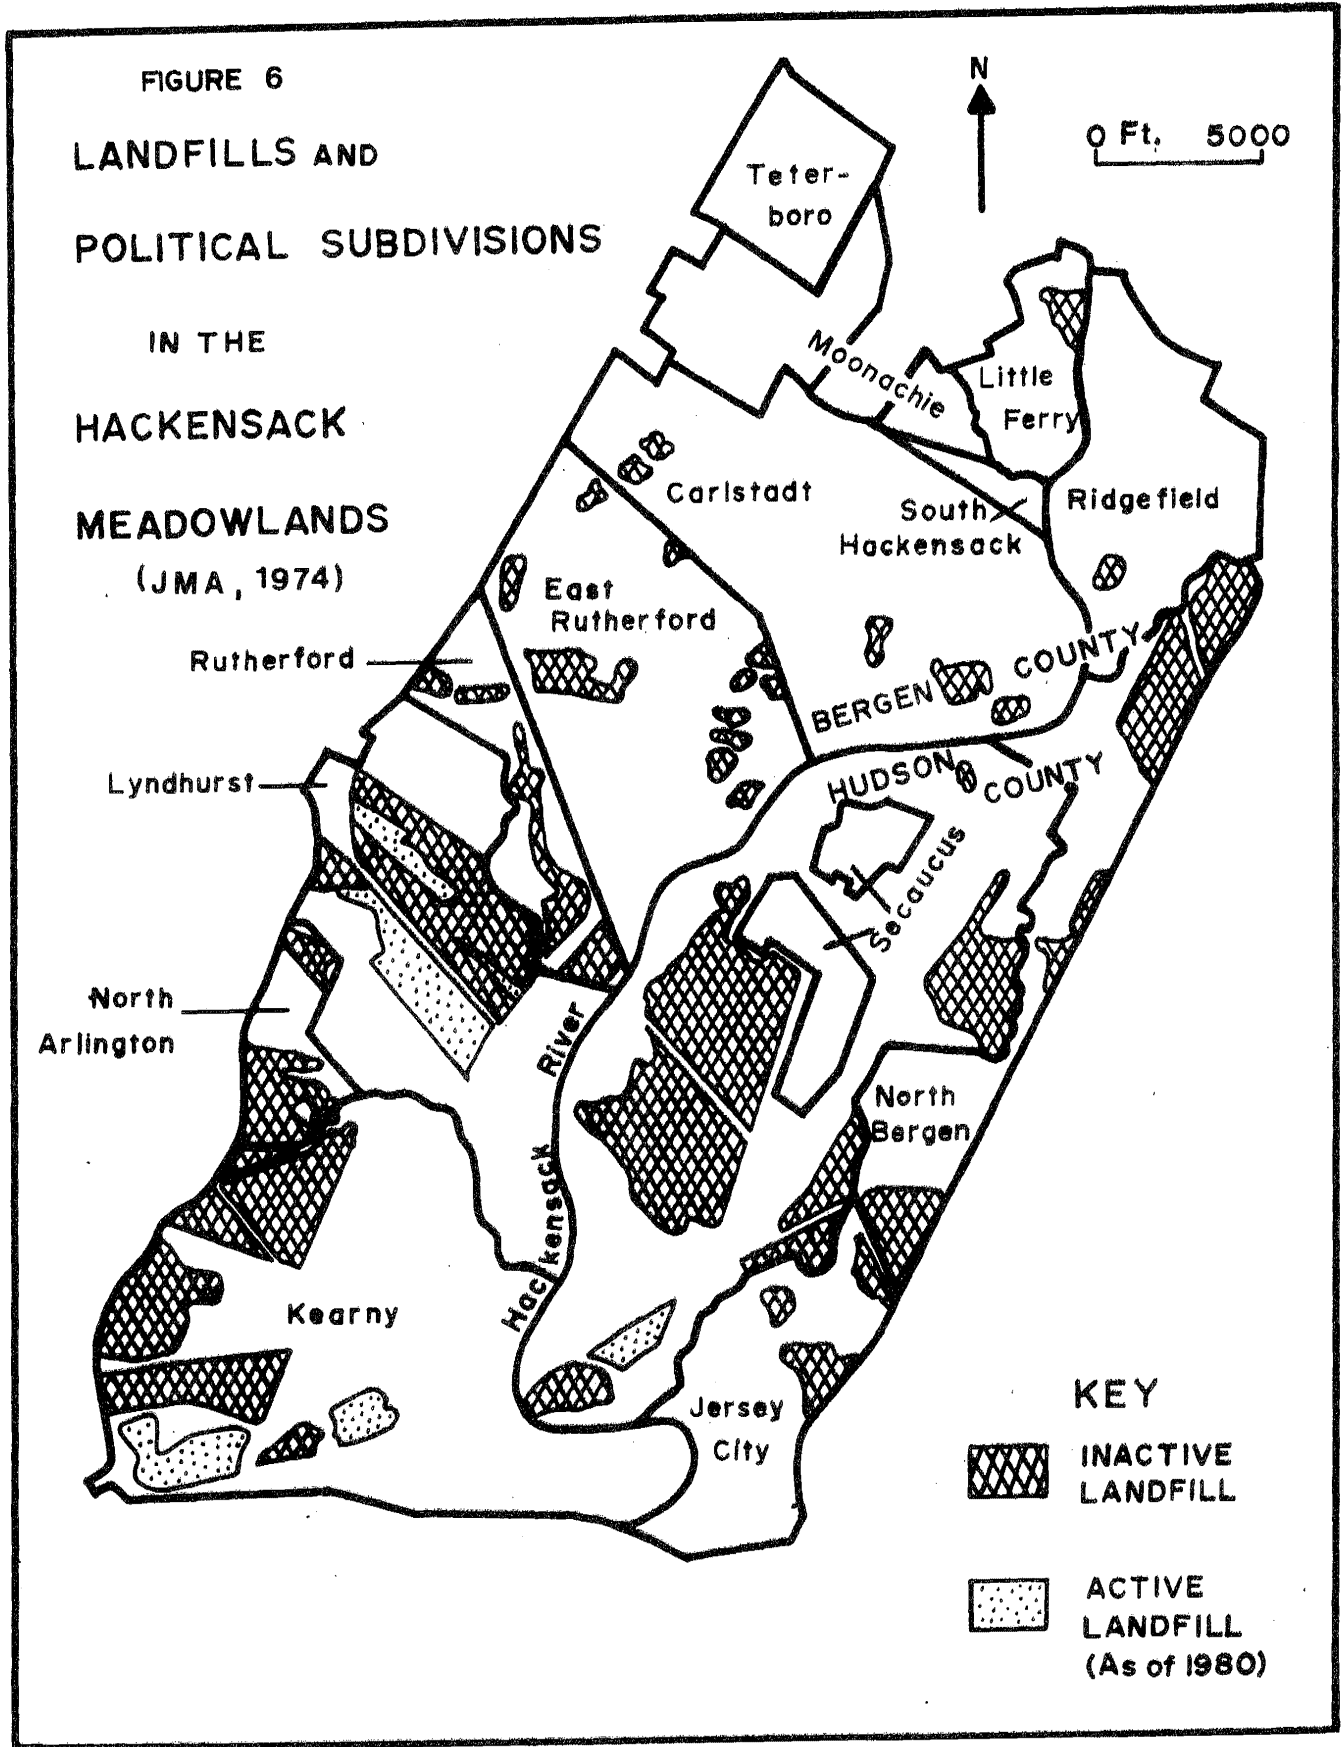 FIGURE 6
LANDFILLS AND
POLITICAL SUBDIVISIONS
IN THE
HACKENSACK
MEADOWLANDS
(JMA, 1974)
N
0 Ft. 5000
Teter-
boro
Moonachie
Little
Ferry
Carlstadt
South
Hackensack
Ridgefield
East
Rutherford
Rutherford
BERGEN COUNTY
HUDSON COUNTY
Lyndhurst
Secaucus
North
Arlington
Hackensack River
North
Bergen
Kearny
Jersey
City
KEY
INACTIVE
LANDFILL
ACTIVE
LANDFILL
(As of 1980)